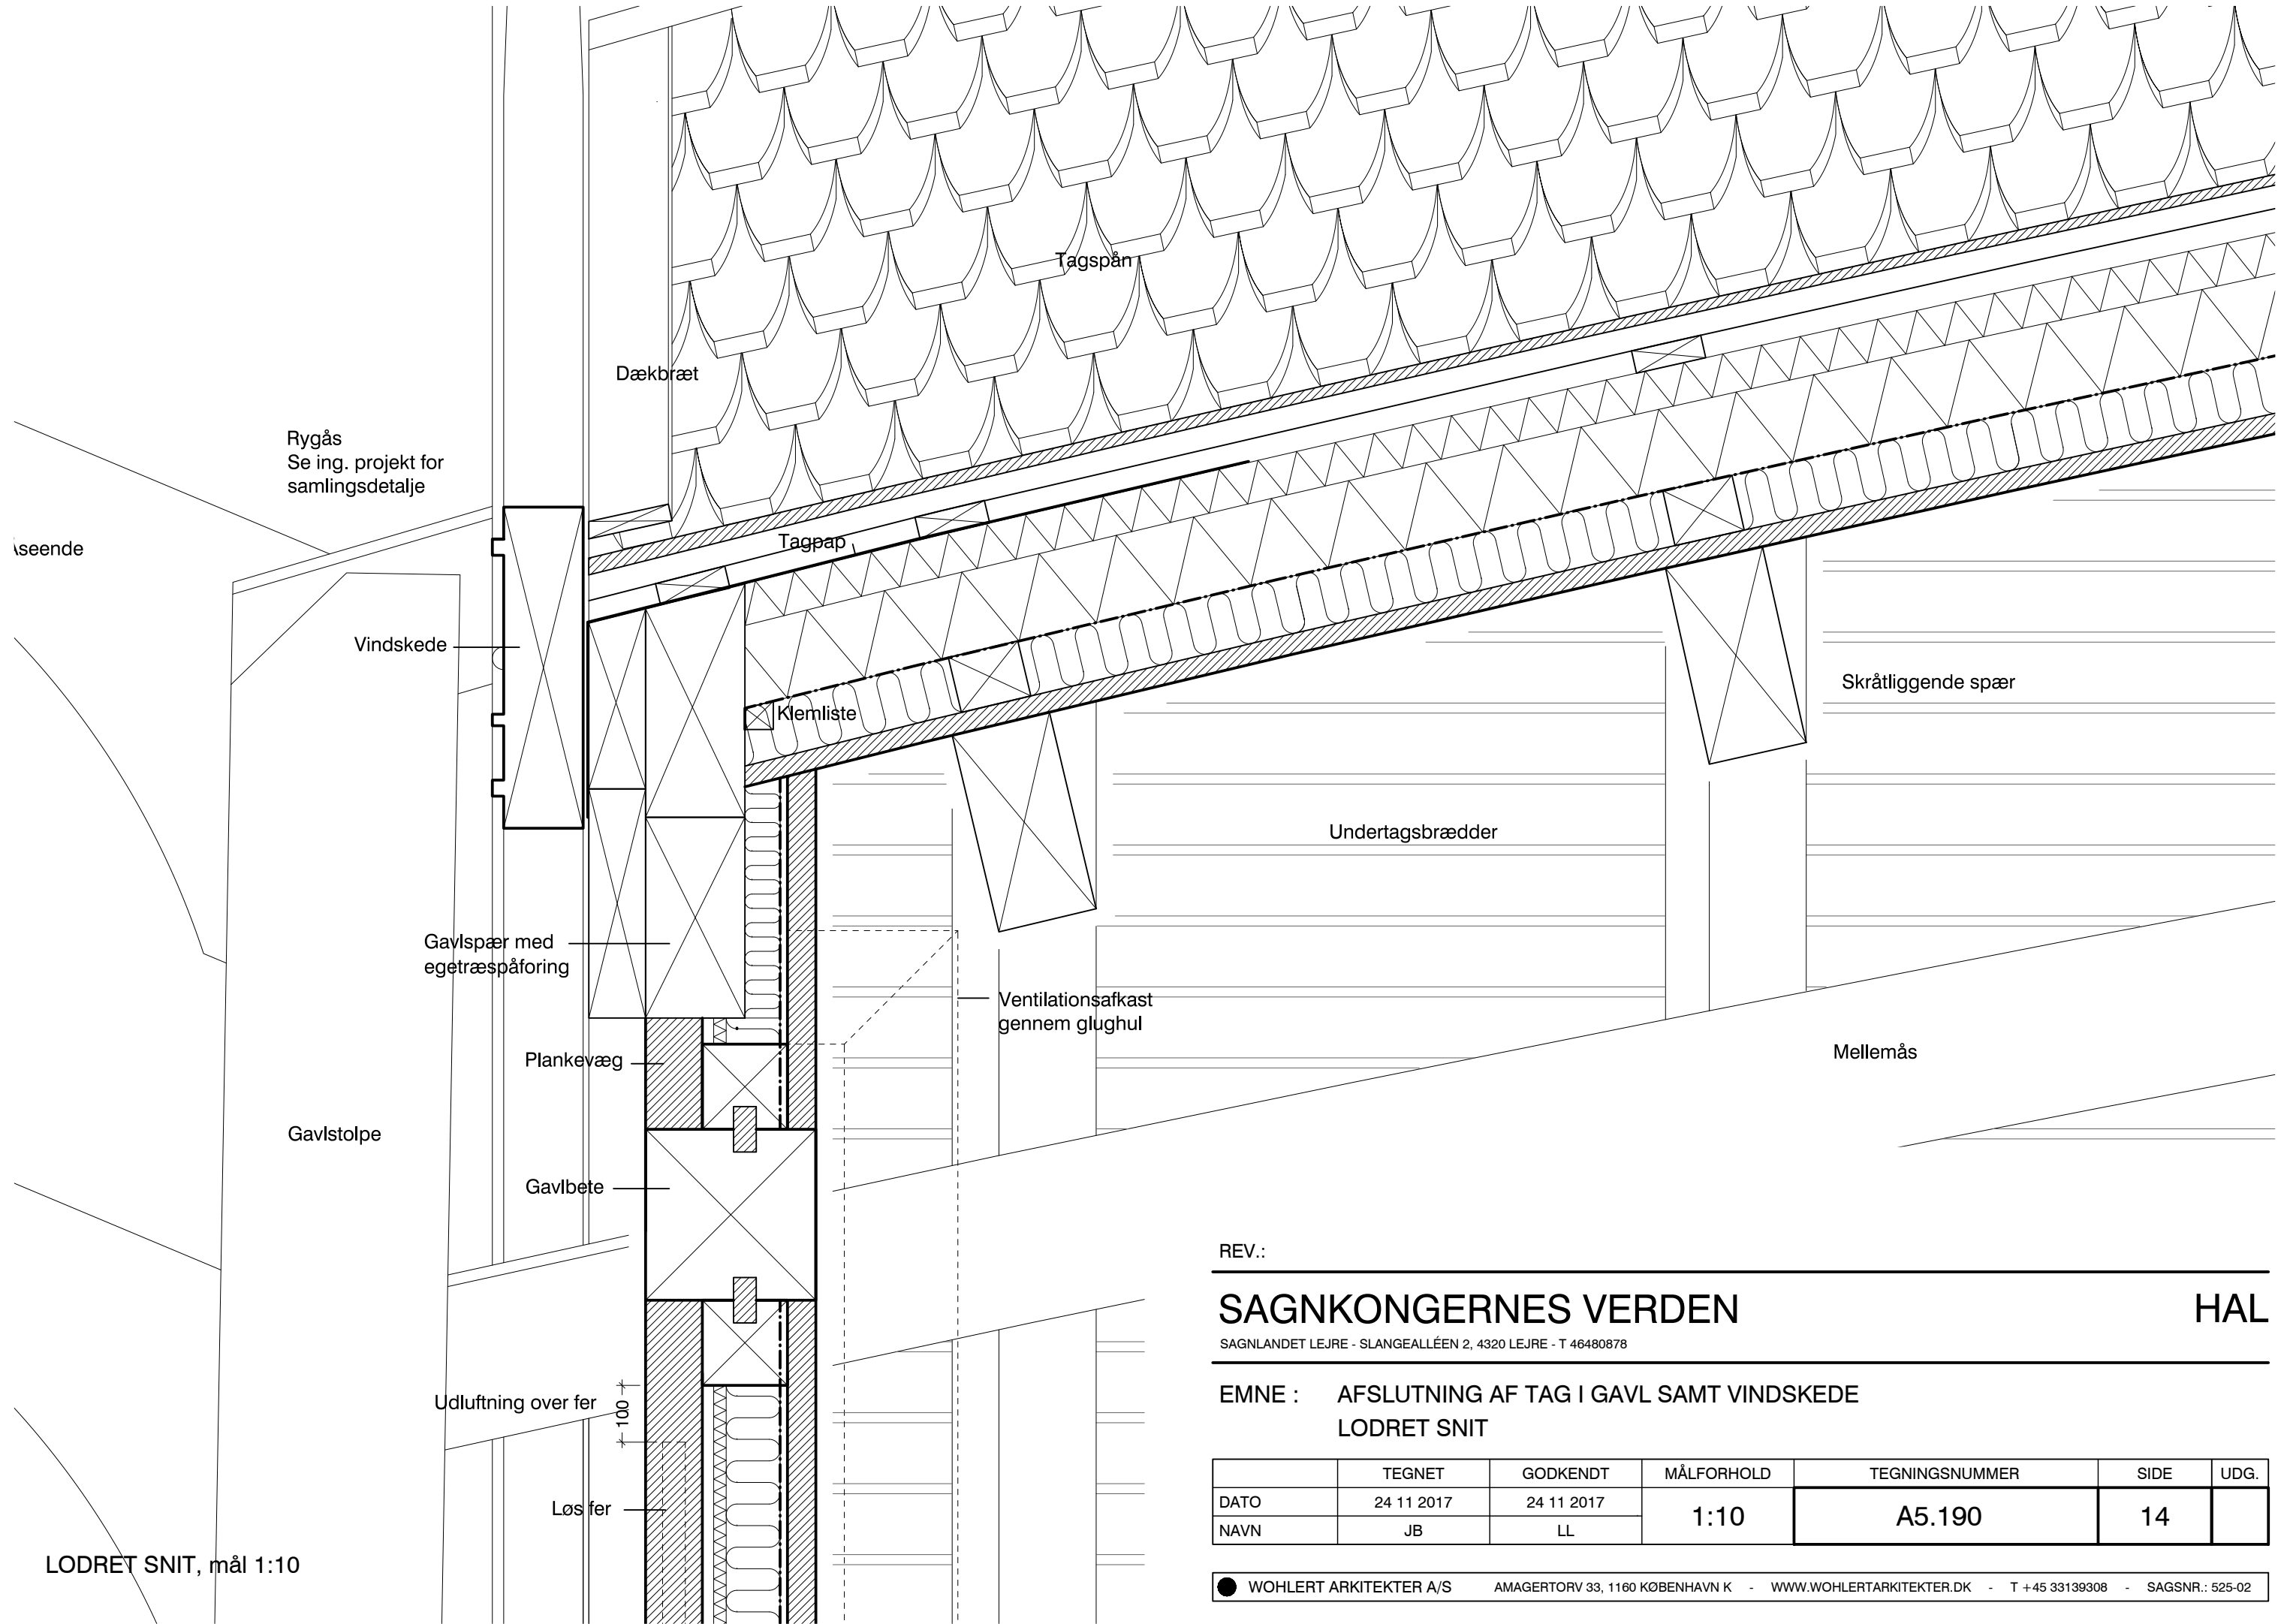 Tagspån
Dækbræt
Rygås
Se ing. projekt for
samlingsdetalje
Åseende
Tagpap
Vindskede
Klemliste
Skråtliggende spær
Undertagsbrædder
Gavlspær med
egetræspåforing
Ventilationsafkast
gennem glughul
Plankevæg
Mellemås
Gavlstolpe
Gavlbete
Udluftning over fer
100
Løs fer
LODRET SNIT, mål 1:10
REV.:
SAGNKONGERNES VERDEN HAL
SAGNLANDET LEJRE - SLANGEALLÉEN 2, 4320 LEJRE - T 46480878
EMNE : AFSLUTNING AF TAG I GAVL SAMT VINDSKEDE
LODRET SNIT
TEGNET GODKENDT MÅLFORHOLD TEGNINGSNUMMER SIDE UDG.
DATO 24 11 2017 24 11 2017 1:10 A5.190 14
NAVN JB LL
WOHLERT ARKITEKTER A/S AMAGERTORV 33, 1160 KØBENHAVN K - WWW.WOHLERTARKITEKTER.DK - T +45 33139308 - SAGSNR.: 525-02